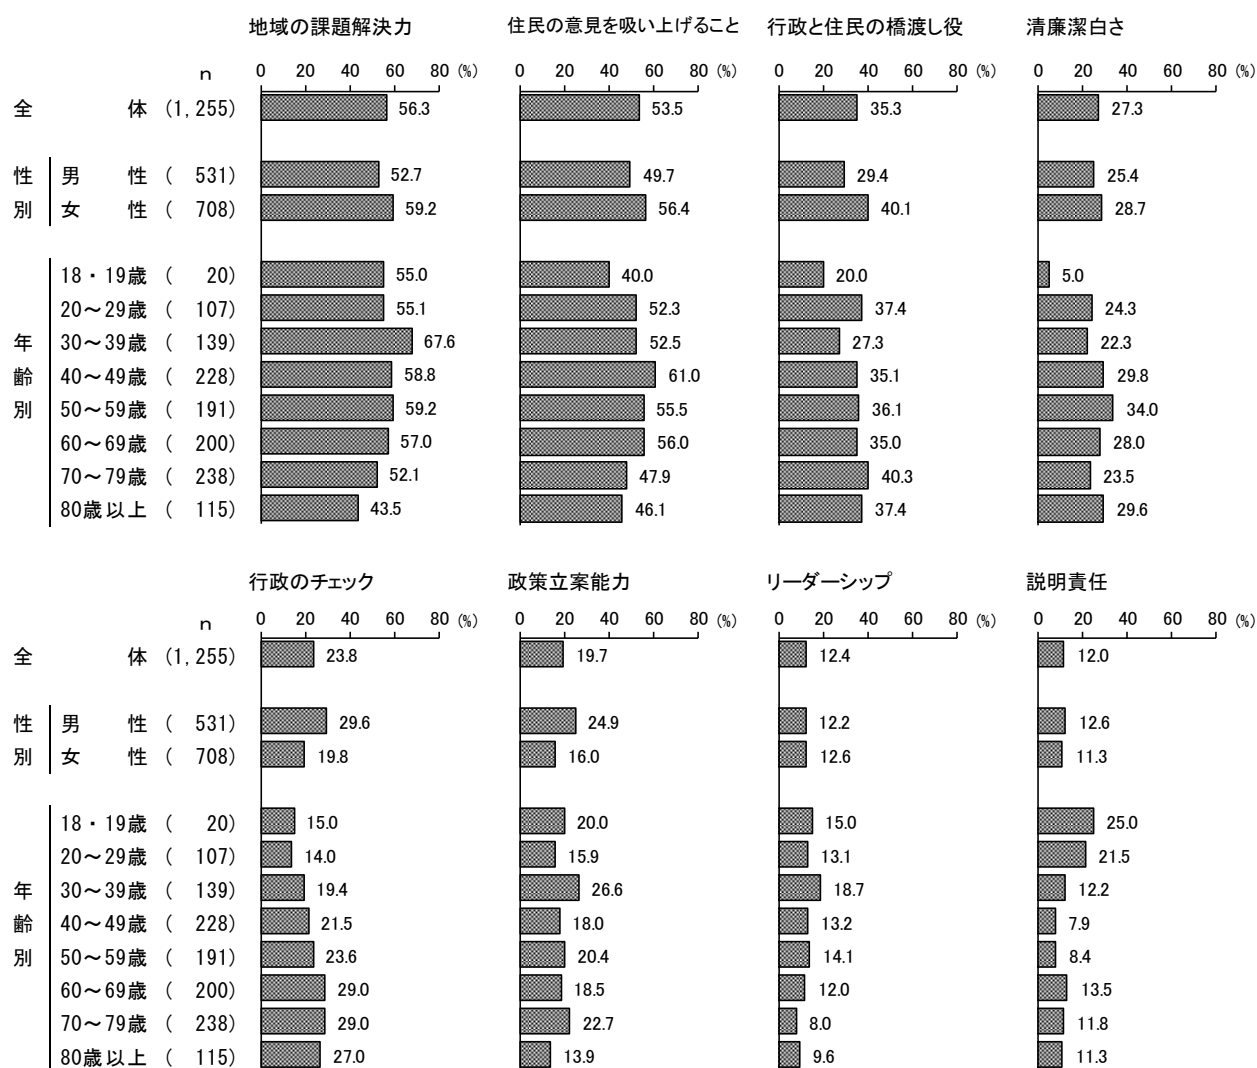 地域の課題解決力　住民の意見を吸い上げること　行政と住民の橋渡し役　清廉潔白さ
ｎ　0 20 40 60 80 (%)　0 20 40 60 80 (%)　0 20 40 60 80 (%)　0 20 40 60 80 (%)
全　体 (1,255)　56.3　53.5　35.3　27.3
性　男　性 ( 531)　52.7　49.7　29.4　25.4
別　女　性 ( 708)　59.2　56.4　40.1　28.7
18・19歳 ( 20)　55.0　40.0　20.0　5.0
20～29歳 ( 107)　55.1　52.3　37.4　24.3
年　30～39歳 ( 139)　67.6　52.5　27.3　22.3
齢　40～49歳 ( 228)　58.8　61.0　35.1　29.8
別　50～59歳 ( 191)　59.2　55.5　36.1　34.0
60～69歳 ( 200)　57.0　56.0　35.0　28.0
70～79歳 ( 238)　52.1　47.9　40.3　23.5
80歳以上 ( 115)　43.5　46.1　37.4　29.6
行政のチェック　政策立案能力　リーダーシップ　説明責任
ｎ　0 20 40 60 80 (%)　0 20 40 60 80 (%)　0 20 40 60 80 (%)　0 20 40 60 80 (%)
全　体 (1,255)　23.8　19.7　12.4　12.0
性　男　性 ( 531)　29.6　24.9　12.2　12.6
別　女　性 ( 708)　19.8　16.0　12.6　11.3
18・19歳 ( 20)　15.0　20.0　15.0　25.0
20～29歳 ( 107)　14.0　15.9　13.1　21.5
年　30～39歳 ( 139)　19.4　26.6　18.7　12.2
齢　40～49歳 ( 228)　21.5　18.0　13.2　7.9
別　50～59歳 ( 191)　23.6　20.4　14.1　8.4
60～69歳 ( 200)　29.0　18.5　12.0　13.5
70～79歳 ( 238)　29.0　22.7　8.0　11.8
80歳以上 ( 115)　27.0　13.9　9.6　11.3